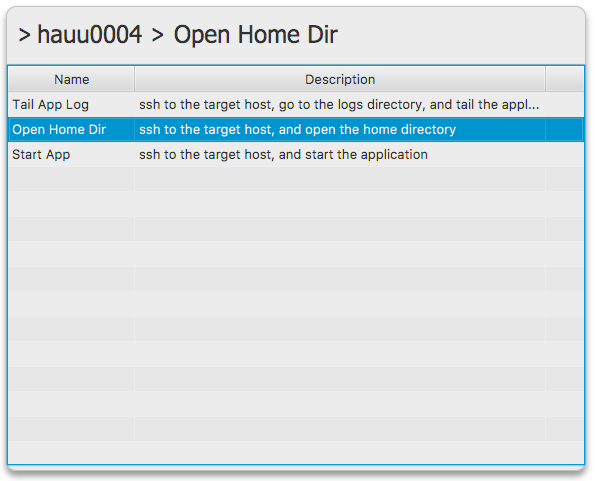 > hauu0004 > Open Home Dir
Name Description
Tail App Log ssh to the target host, go to the logs directory, and tail the appl...
Open Home Dir ssh to the target host, and open the home directory
Start App ssh to the target host, and start the application